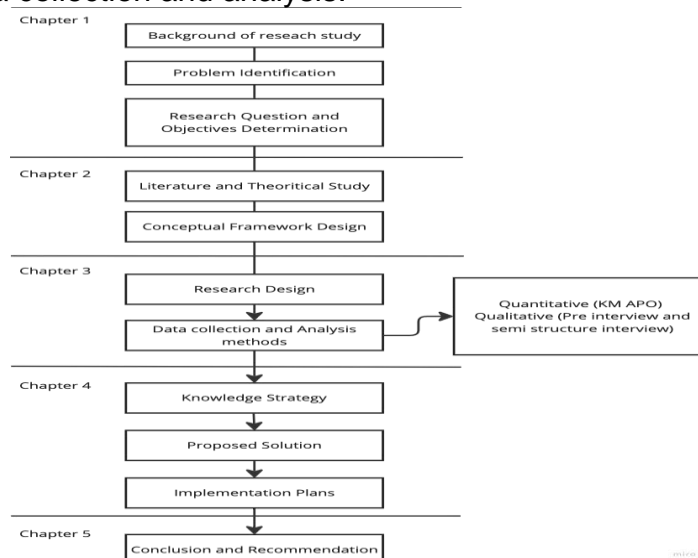 collection and analysis.
Chapter 1
Background of reseach study
Problem Identification
Research Question and
Objectives Determination
Chapter 2
Literature and Theoritical Study
Conceptual Framework Design
Chapter 3
Research Design
Data collection and Analysis
methods
Quantitative (KM APO)
Qualitative (Pre interview and
semi structure interview)
Chapter 4
Knowledge Strategy
Proposed Solution
Implementation Plans
Chapter 5
Conclusion and Recommendation
miro